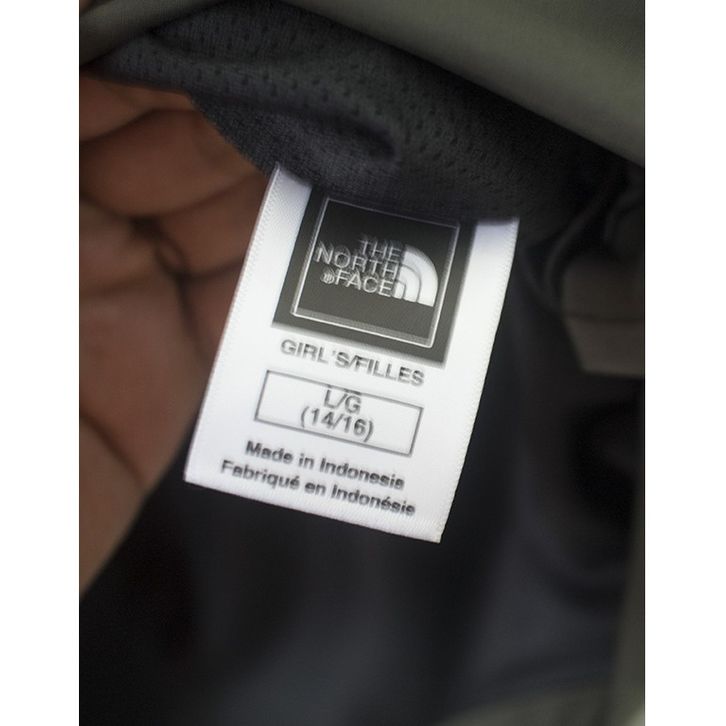 THE
NORTH
FACE
GIRL'S/FILLES
L/G
(14/16)
Made in Indonesia
Fabriqué en Indonésie